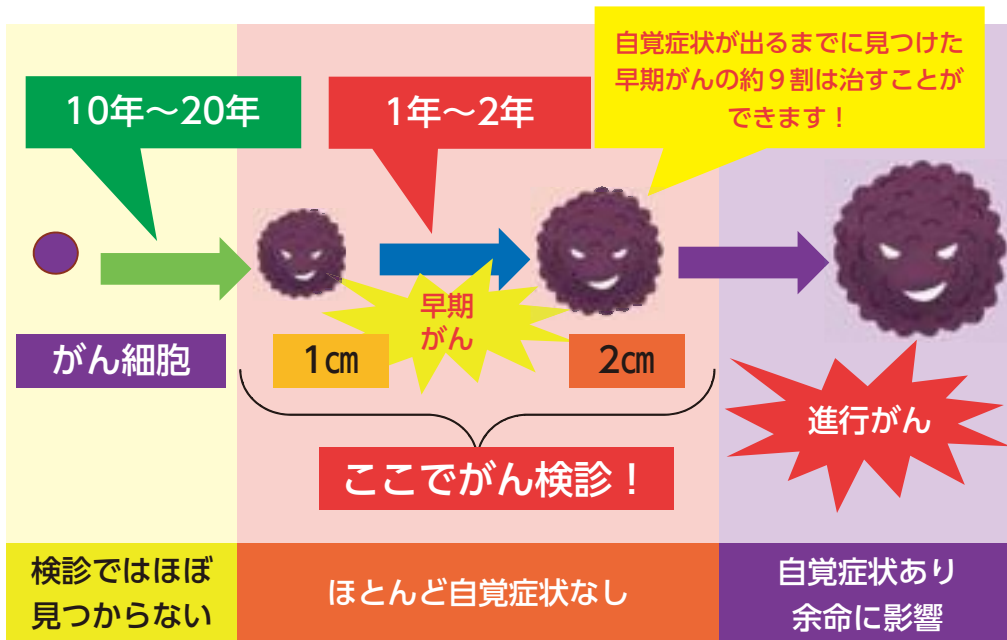 自覚症状が出るまでに見つけた
早期がんの約９割は治すことが
できます！
10年～20年
1年～2年
早期
がん
がん細胞
1㎝
2㎝
進行がん
ここでがん検診！
検診ではほぼ
見つからない
ほとんど自覚症状なし
自覚症状あり
余命に影響